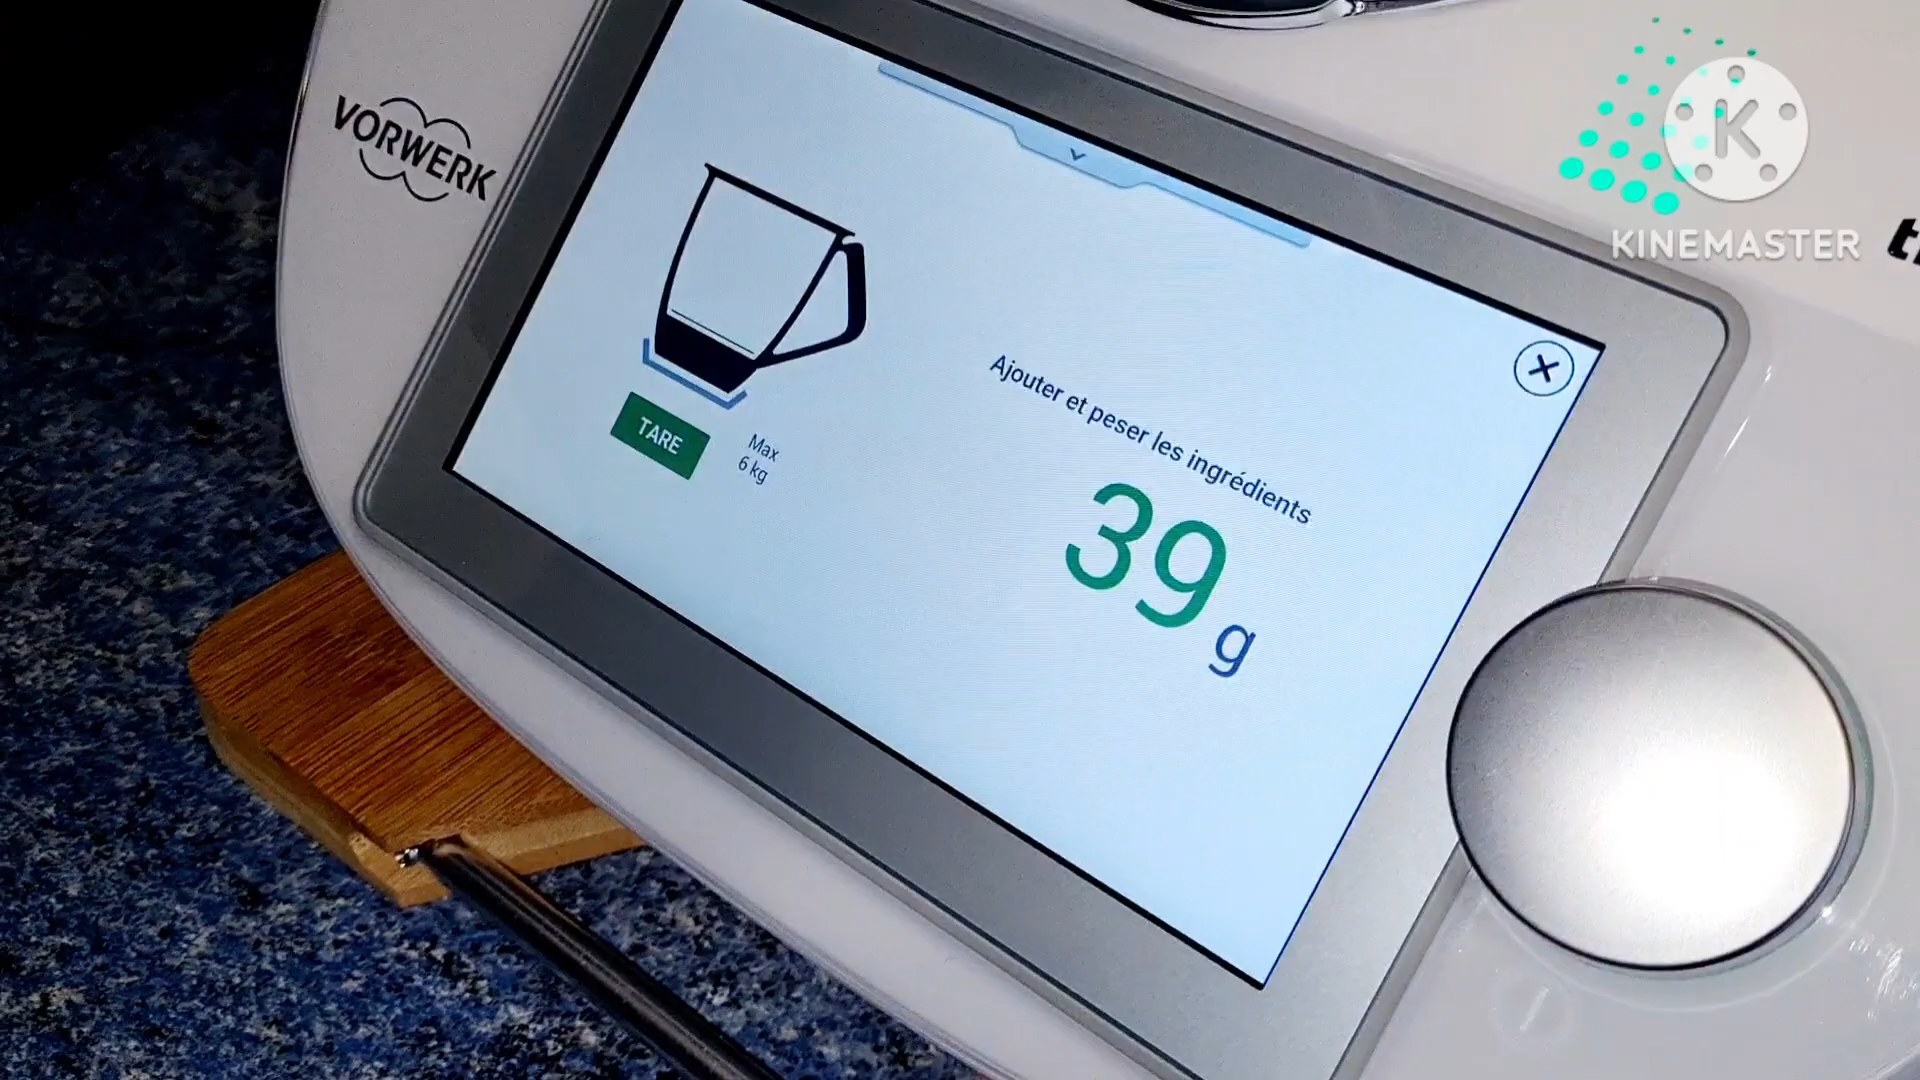 VORWERK
KINEMASTER
Ajouter et peser les ingrédients
TARE
Max
6 kg
39 g